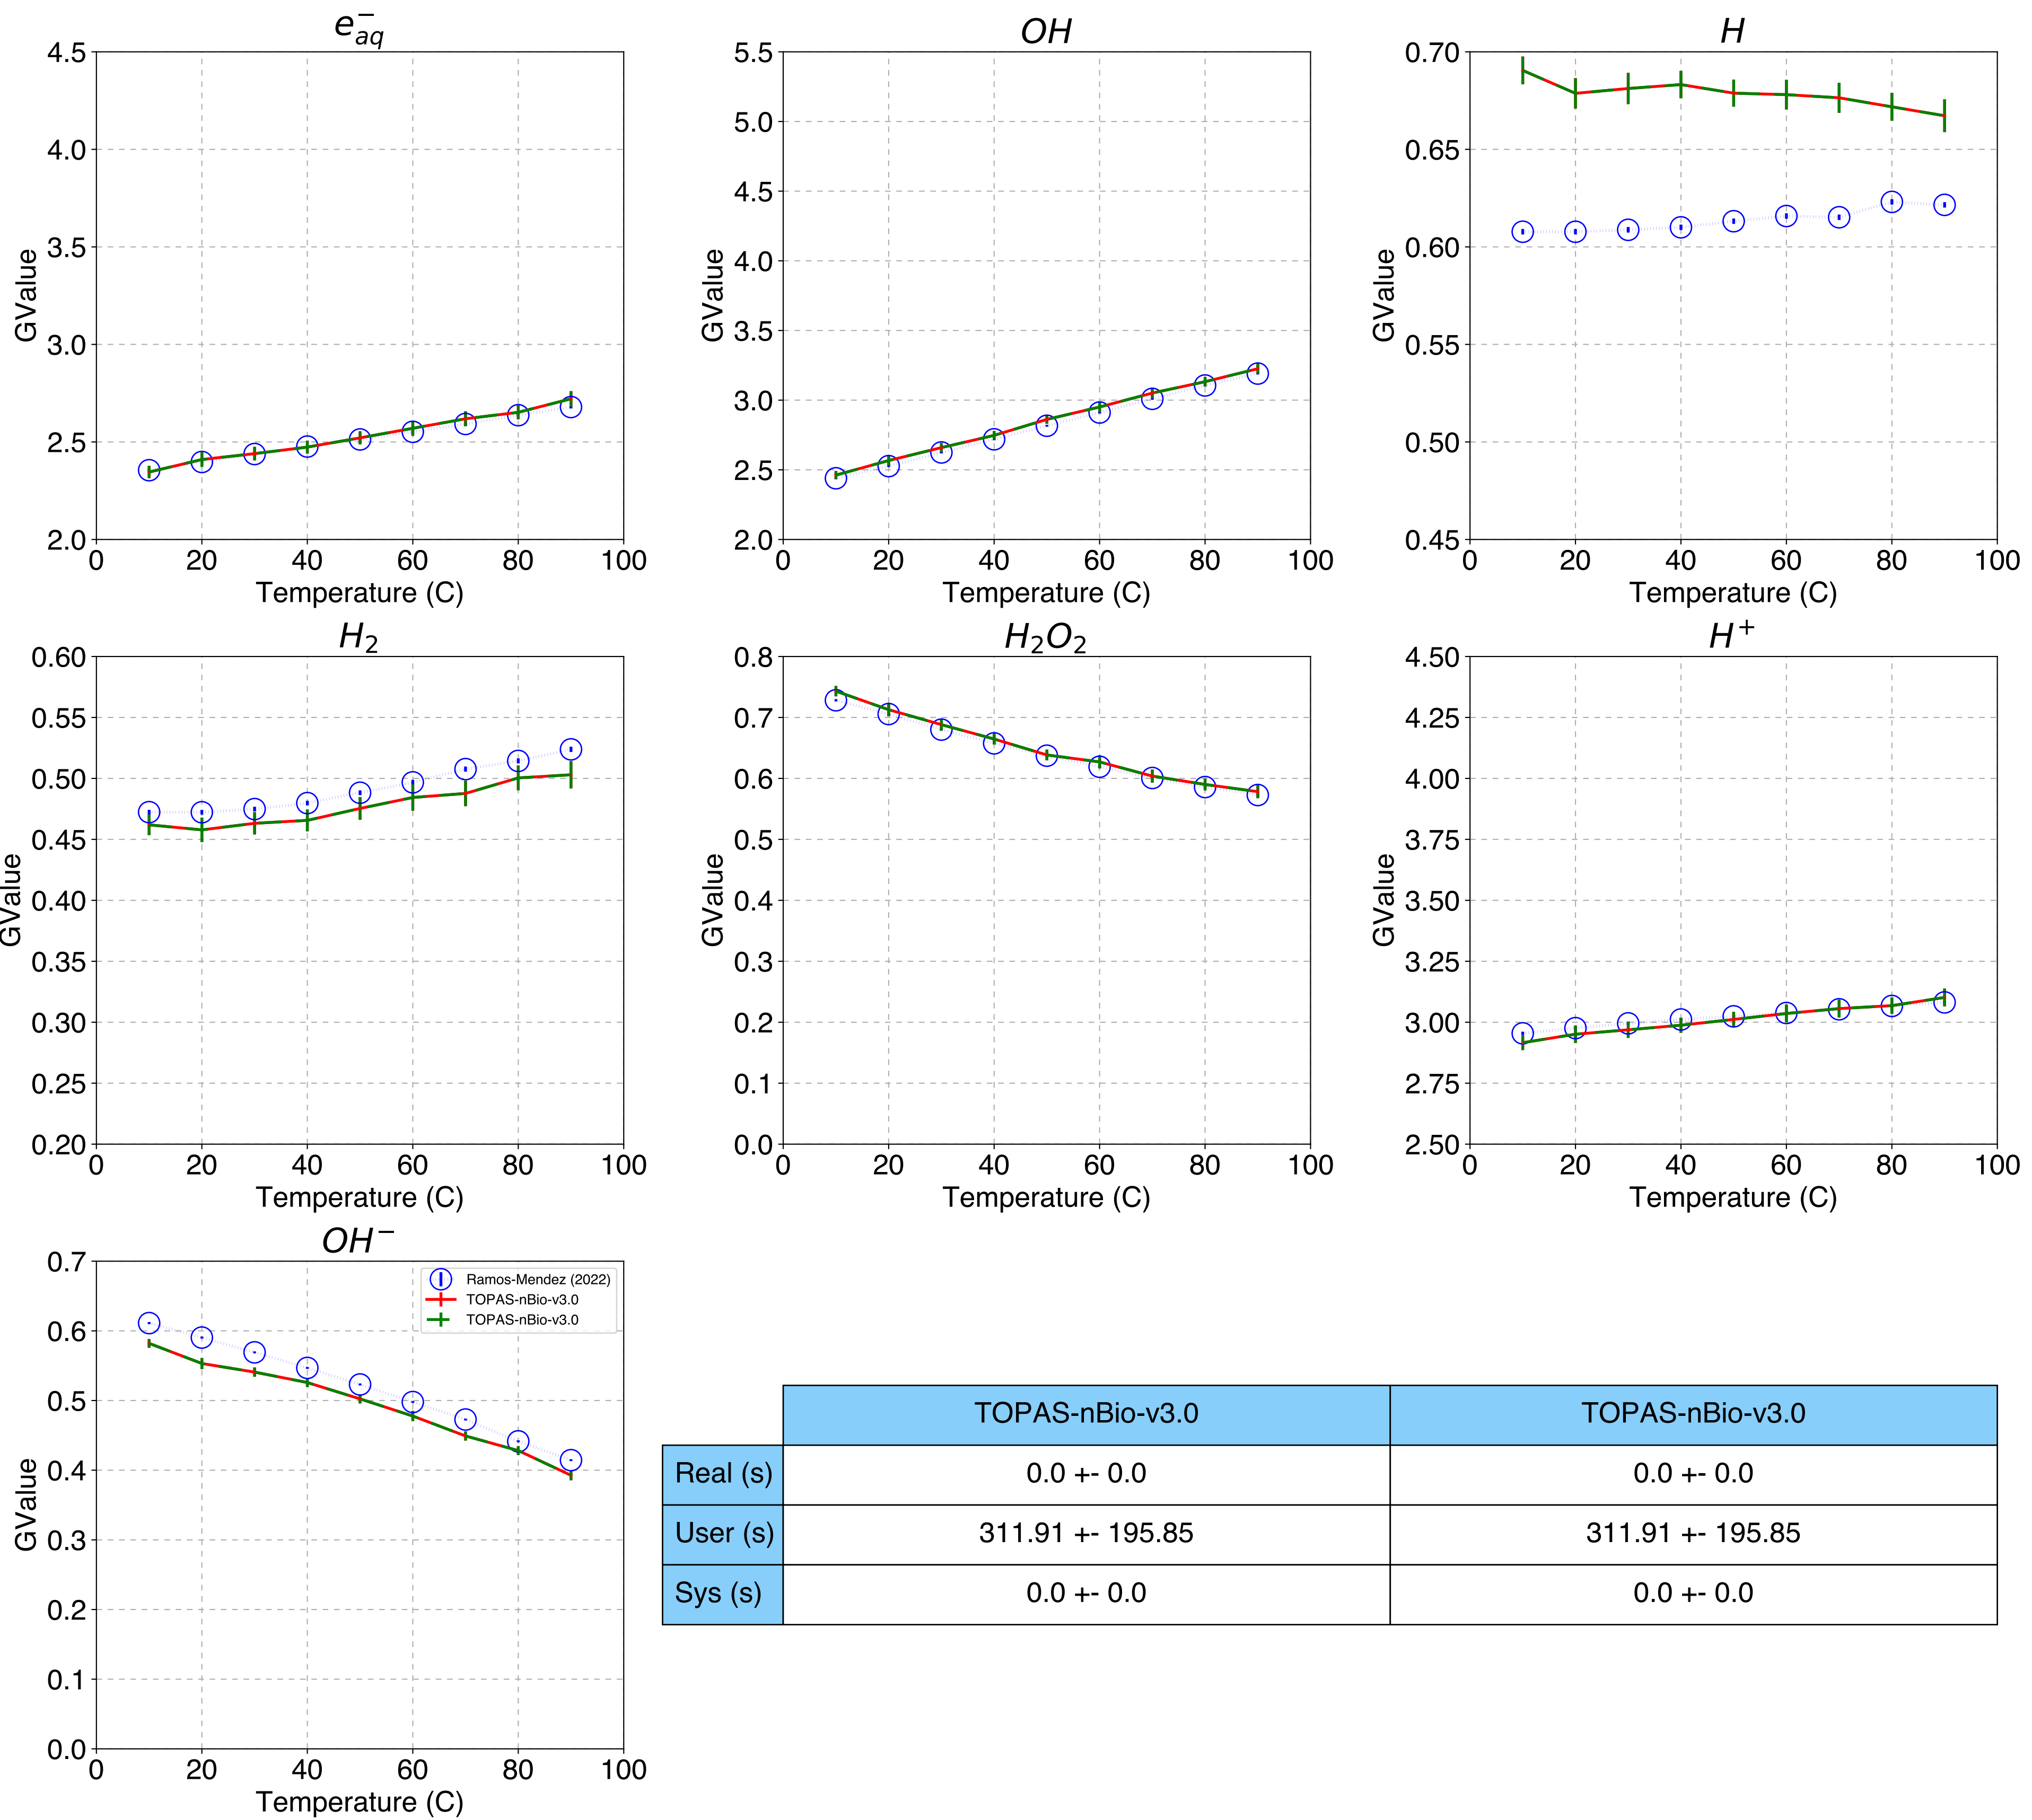 e⁻aq
4.5
4.0
3.5
3.0
2.5
2.0
GValue
0 20 40 60 80 100
Temperature (C)
OH
5.5
5.0
4.5
4.0
3.5
3.0
2.5
2.0
GValue
0 20 40 60 80 100
Temperature (C)
H
0.70
0.65
0.60
0.55
0.50
0.45
GValue
0 20 40 60 80 100
Temperature (C)
H₂
0.60
0.55
0.50
0.45
0.40
0.35
0.30
0.25
0.20
GValue
0 20 40 60 80 100
Temperature (C)
H₂O₂
0.8
0.7
0.6
0.5
0.4
0.3
0.2
0.1
0.0
GValue
0 20 40 60 80 100
Temperature (C)
H⁺
4.50
4.25
4.00
3.75
3.50
3.25
3.00
2.75
2.50
GValue
0 20 40 60 80 100
Temperature (C)
OH⁻
0.7
0.6
0.5
0.4
0.3
0.2
0.1
0.0
GValue
0 20 40 60 80 100
Temperature (C)
Ramos-Mendez (2022)
TOPAS-nBio-v3.0
TOPAS-nBio-v3.0
TOPAS-nBio-v3.0 TOPAS-nBio-v3.0
Real (s) 0.0 +- 0.0 0.0 +- 0.0
User (s) 311.91 +- 195.85 311.91 +- 195.85
Sys (s) 0.0 +- 0.0 0.0 +- 0.0